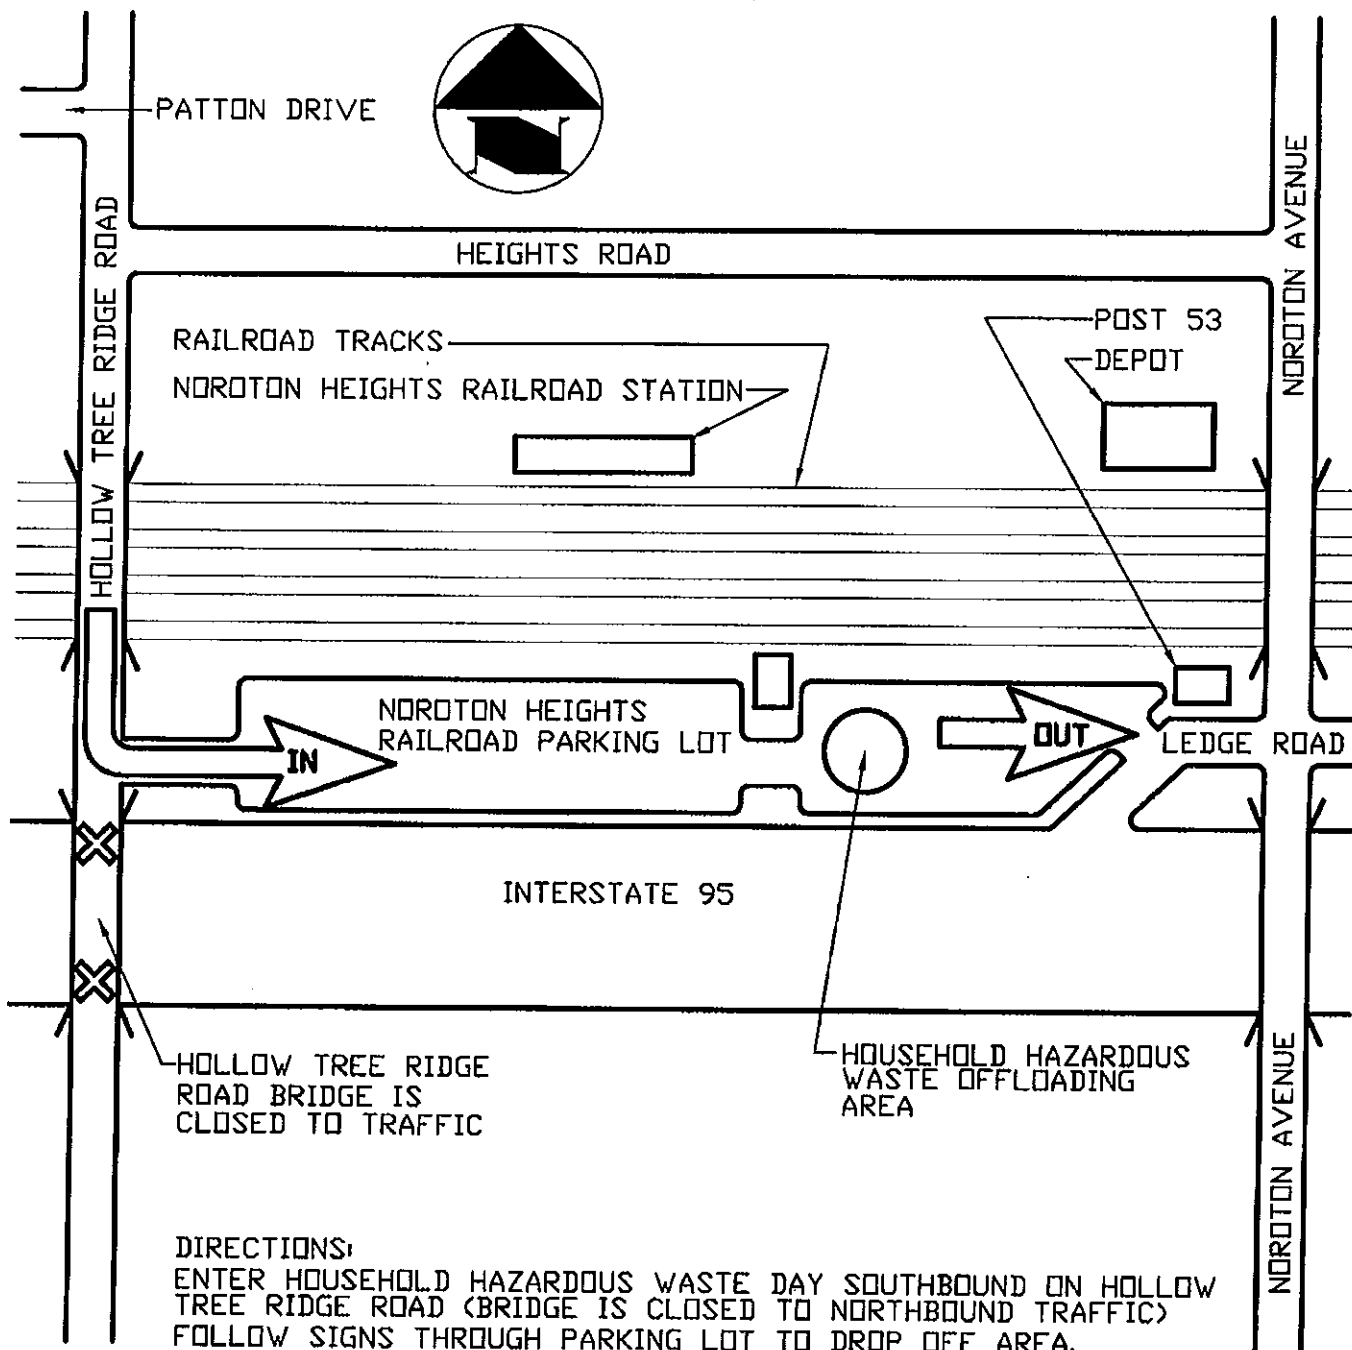 PATTON DRIVE
N
HOLLOW TREE RIDGE ROAD
HEIGHTS ROAD
NOROTON AVENUE
RAILROAD TRACKS
NOROTON HEIGHTS RAILROAD STATION
POST 53
DEPOT
NOROTON HEIGHTS
RAILROAD PARKING LOT
IN
OUT
LEDGE ROAD
INTERSTATE 95
HOLLOW TREE RIDGE
ROAD BRIDGE IS
CLOSED TO TRAFFIC
HOUSEHOLD HAZARDOUS
WASTE OFFLOADING
AREA
NOROTON AVENUE
DIRECTIONS:
ENTER HOUSEHOLD HAZARDOUS WASTE DAY SOUTHBOUND ON HOLLOW
TREE RIDGE ROAD (BRIDGE IS CLOSED TO NORTHBOUND TRAFFIC)
FOLLOW SIGNS THROUGH PARKING LOT TO DROP OFF AREA.